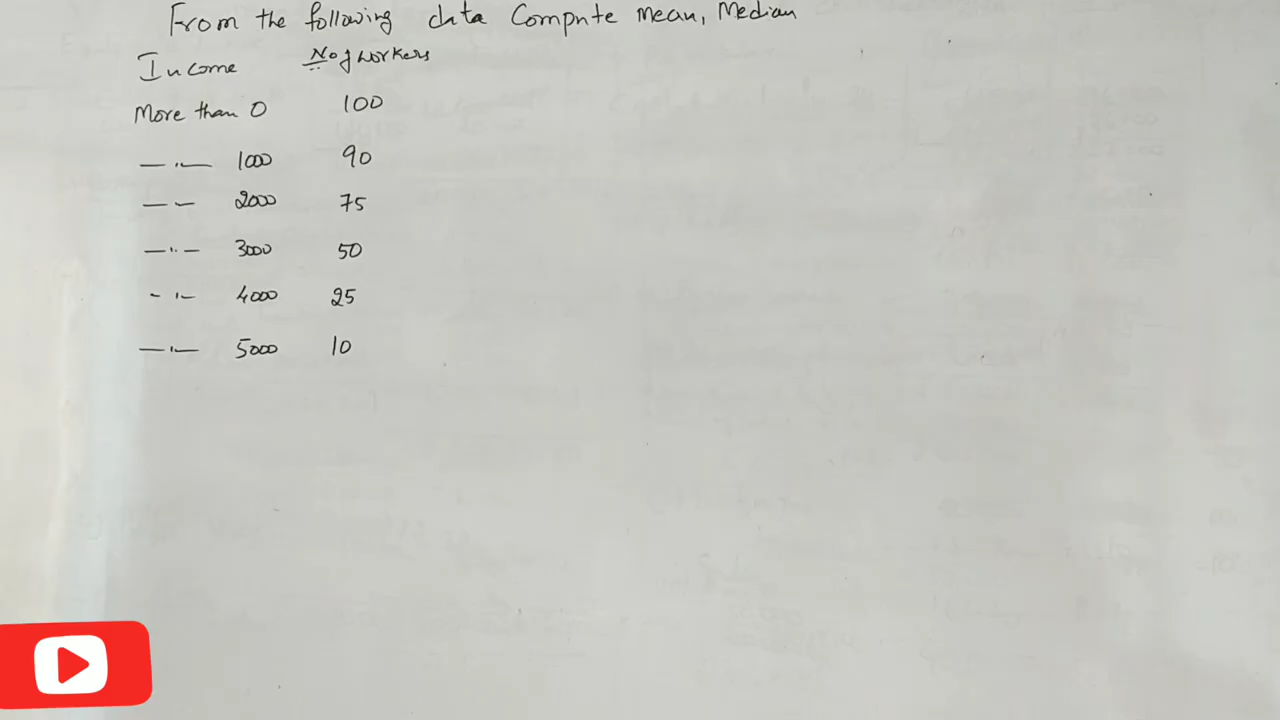 From the following data Compute mean, Median
Income No of workers
More than 0 100
—"— 1000 90
—"— 2000 75
—"— 3000 50
-"- 4000 25
—"— 5000 10